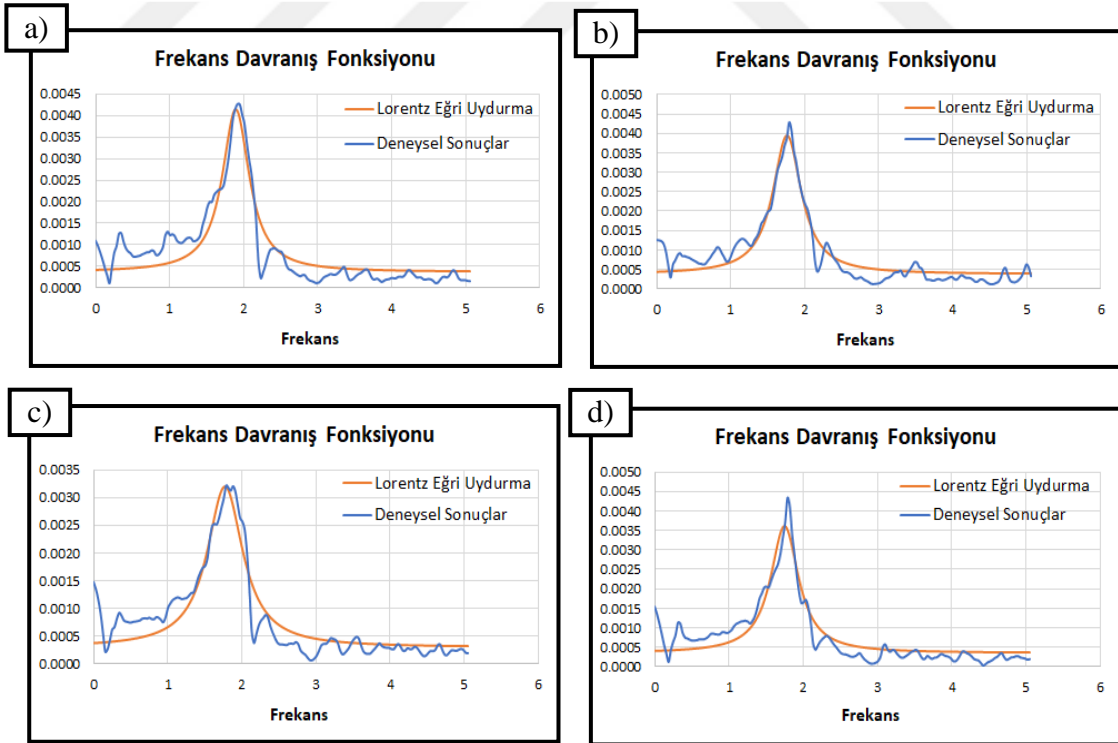 a)
Frekans Davranış Fonksiyonu
0.0045
0.0040
0.0035
0.0030
0.0025
0.0020
0.0015
0.0010
0.0005
0.0000
Lorentz Eğri Uydurma
Deneysel Sonuçlar
0 1 2 3 4 5 6
Frekans
b)
Frekans Davranış Fonksiyonu
0.0050
0.0045
0.0040
0.0035
0.0030
0.0025
0.0020
0.0015
0.0010
0.0005
0.0000
Lorentz Eğri Uydurma
Deneysel Sonuçlar
0 1 2 3 4 5 6
Frekans
c)
Frekans Davranış Fonksiyonu
0.0035
0.0030
0.0025
0.0020
0.0015
0.0010
0.0005
0.0000
Lorentz Eğri Uydurma
Deneysel Sonuçlar
0 1 2 3 4 5 6
Frekans
d)
Frekans Davranış Fonksiyonu
0.0050
0.0045
0.0040
0.0035
0.0030
0.0025
0.0020
0.0015
0.0010
0.0005
0.0000
Lorentz Eğri Uydurma
Deneysel Sonuçlar
0 1 2 3 4 5 6
Frekans